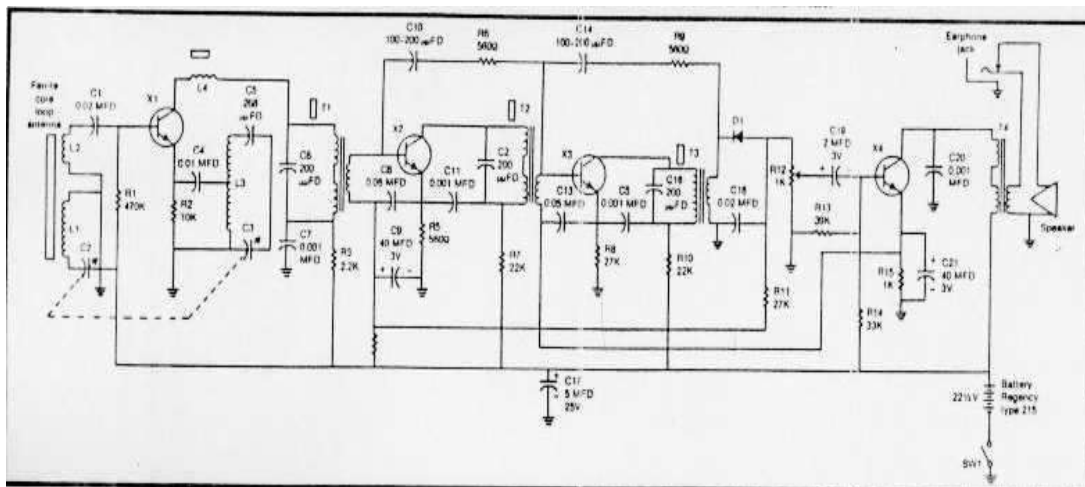 C10
100-200 µµFD
R6
560Ω
C14
100-200 µµFD
R9
560Ω
Earphone
jack
Ferrite
core
loop
antenna
C1
0.02 MFD
X1
L4
C5
268
µµFD
T1
X2
T2
D1
C19
2 MFD
3V
X4
T4
L2
C4
0.01 MFD
C6
200
µµFD
C8
0.06 MFD
C11
0.001 MFD
C2
200
µµFD
X3
C16
200
µµFD
T3
R12
1K
C20
0.001
MFD
R1
470K
R2
10K
L3
C13
0.05 MFD
C5
0.001 MFD
C18
0.02 MFD
R13
39K
Speaker
L1
C2
C3
C7
0.001
MFD
R3
2.2K
C9
40 MFD
3V
R5
560Ω
R7
22K
R8
27K
R10
22K
R11
27K
R15
1K
C21
40 MFD
3V
R14
33K
C17
5 MFD
25V
22½ V
Battery
Regency
type 215
SW1